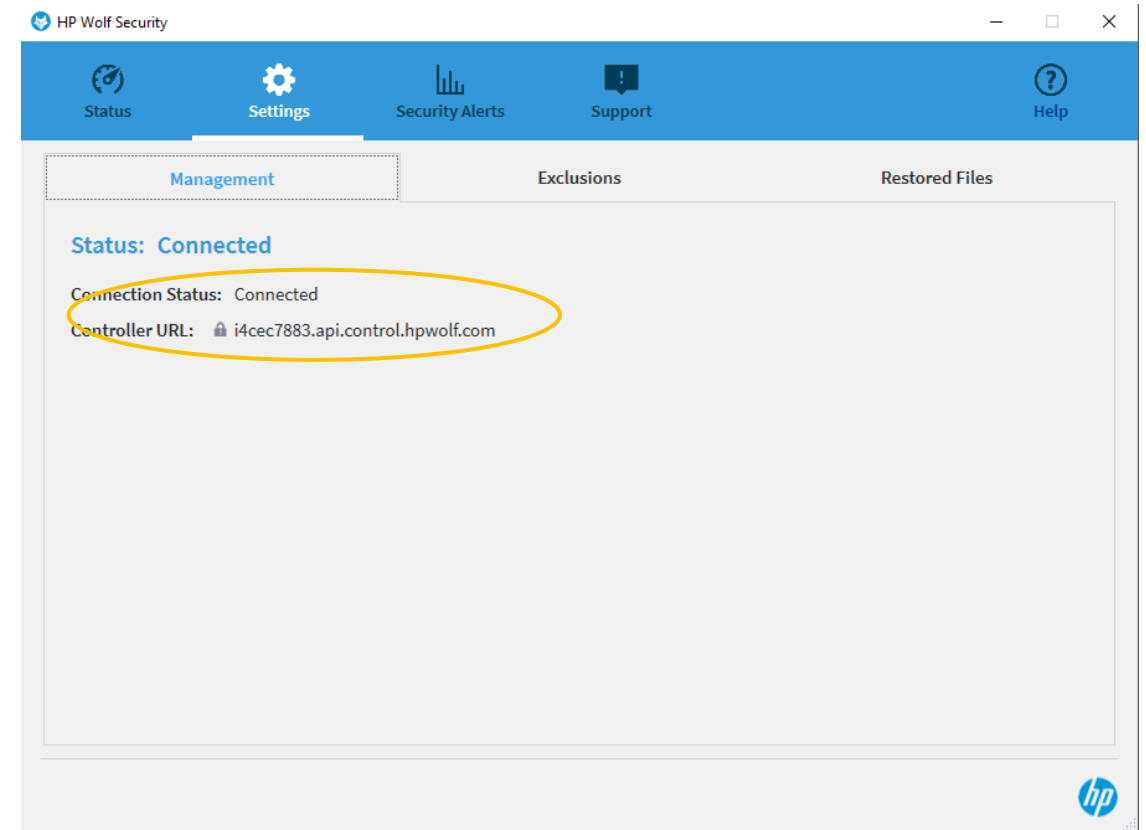 HP Wolf Security
Status Settings Security Alerts Support Help
Management Exclusions Restored Files
Status: Connected
Connection Status: Connected
Controller URL: i4cec7883.api.control.hpwolf.com
hp